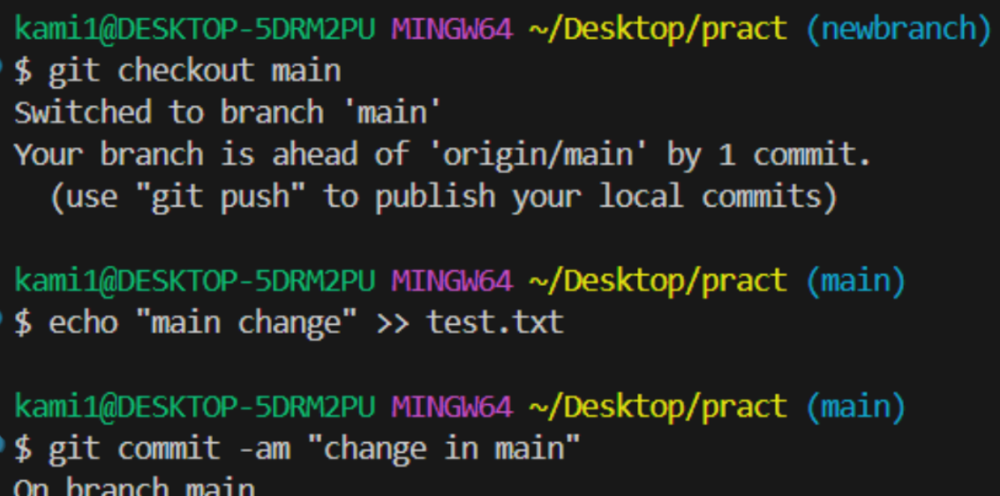 kami1@DESKTOP-5DRM2PU MINGW64 ~/Desktop/pract (newbranch)
$ git checkout main
Switched to branch 'main'
Your branch is ahead of 'origin/main' by 1 commit.
  (use "git push" to publish your local commits)
kami1@DESKTOP-5DRM2PU MINGW64 ~/Desktop/pract (main)
$ echo "main change" >> test.txt
kami1@DESKTOP-5DRM2PU MINGW64 ~/Desktop/pract (main)
$ git commit -am "change in main"
On branch main